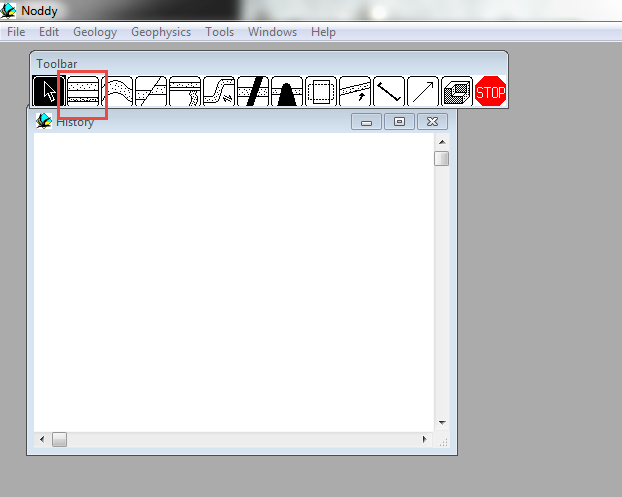 Noddy
File Edit Geology Geophysics Tools Windows Help
Toolbar
STOP
History